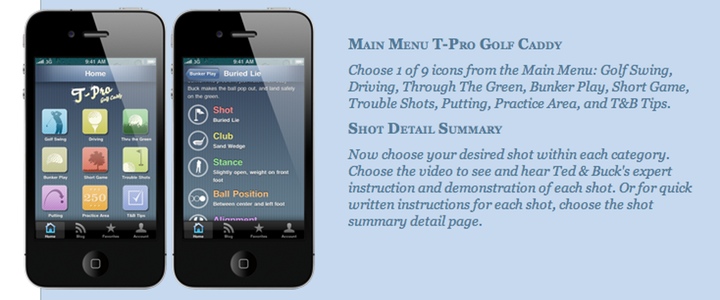 3G 9:41 AM
Home
T-Pro
Golf Caddy
Golf Swing Driving Thru the Green
Bunker Play Short Game Trouble Shots
250
Putting Practice Area T&B Tips
Home Blog Favorites Account
3G 9:41 AM
Bunker Play Buried Lie
Buck makes the ball pop out, and land safely
on the green.
Shot
Buried Lie
Club
Sand Wedge
Stance
Slightly open, weight on front
foot
Ball Position
Between center and left foot
Alignment
Home Blog Favorites Account
Main Menu T-Pro Golf Caddy
Choose 1 of 9 icons from the Main Menu: Golf Swing,
Driving, Through The Green, Bunker Play, Short Game,
Trouble Shots, Putting, Practice Area, and T&B Tips.
Shot Detail Summary
Now choose your desired shot within each category.
Choose the video to see and hear Ted & Buck's expert
instruction and demonstration of each shot. Or for quick
written instructions for each shot, choose the shot
summary detail page.